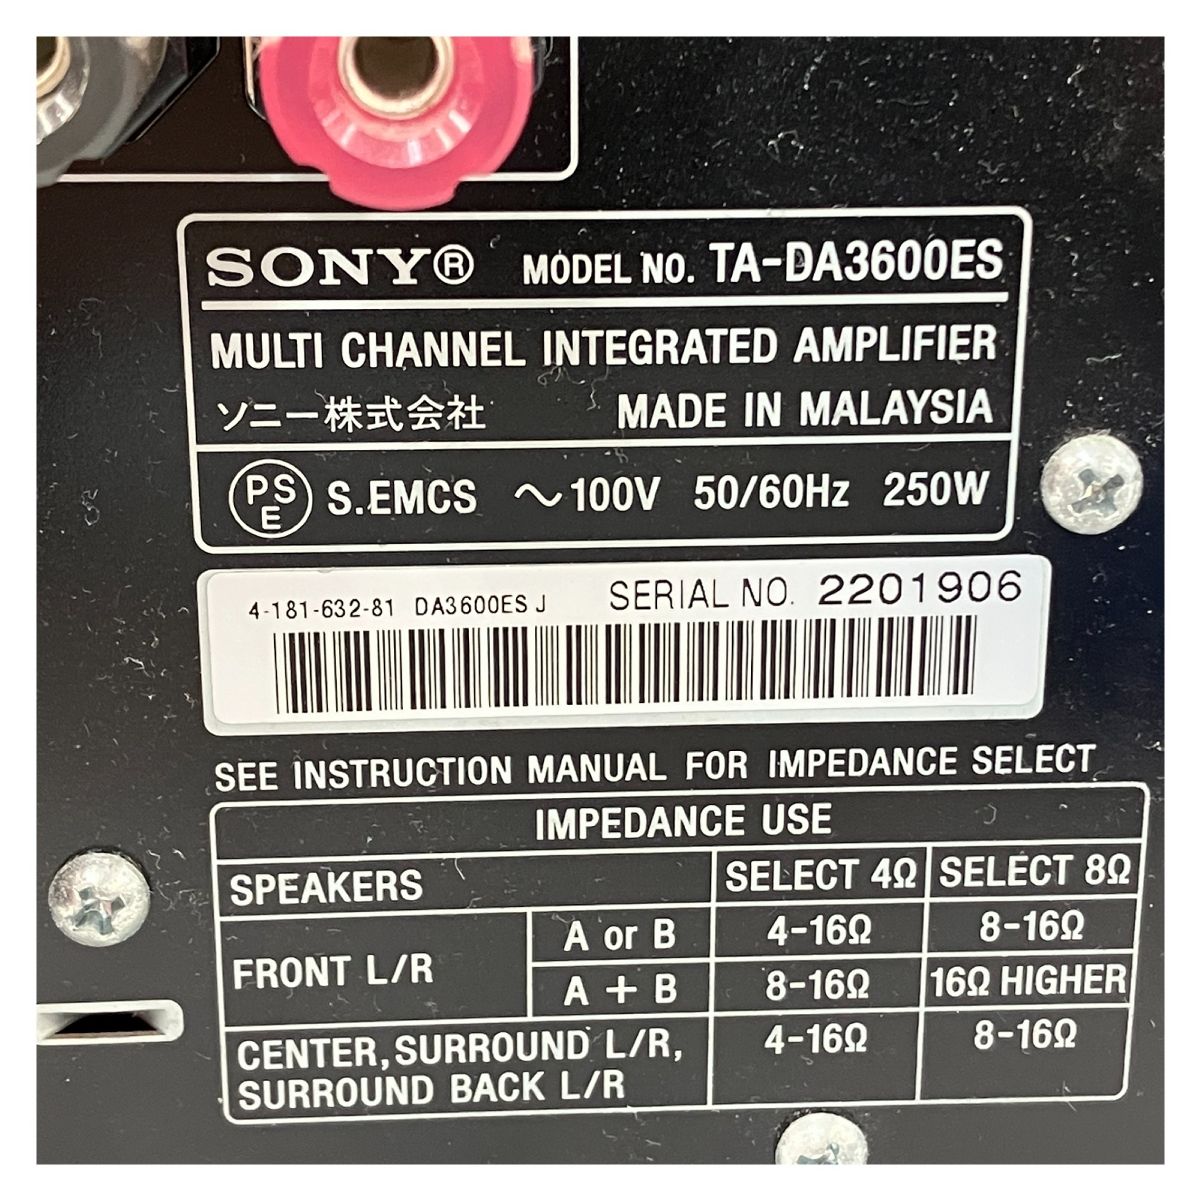 SONY® MODEL NO. TA-DA3600ES
MULTI CHANNEL INTEGRATED AMPLIFIER
ソニー株式会社 MADE IN MALAYSIA
PSE S.EMCS ～100V 50/60Hz 250W
4-181-632-81 DA3600ES J SERIAL NO. 2201906
SEE INSTRUCTION MANUAL FOR IMPEDANCE SELECT
IMPEDANCE USE
SPEAKERS SELECT 4Ω SELECT 8Ω
FRONT L/R A or B 4-16Ω 8-16Ω
A + B 8-16Ω 16Ω HIGHER
CENTER, SURROUND L/R, 4-16Ω 8-16Ω
SURROUND BACK L/R